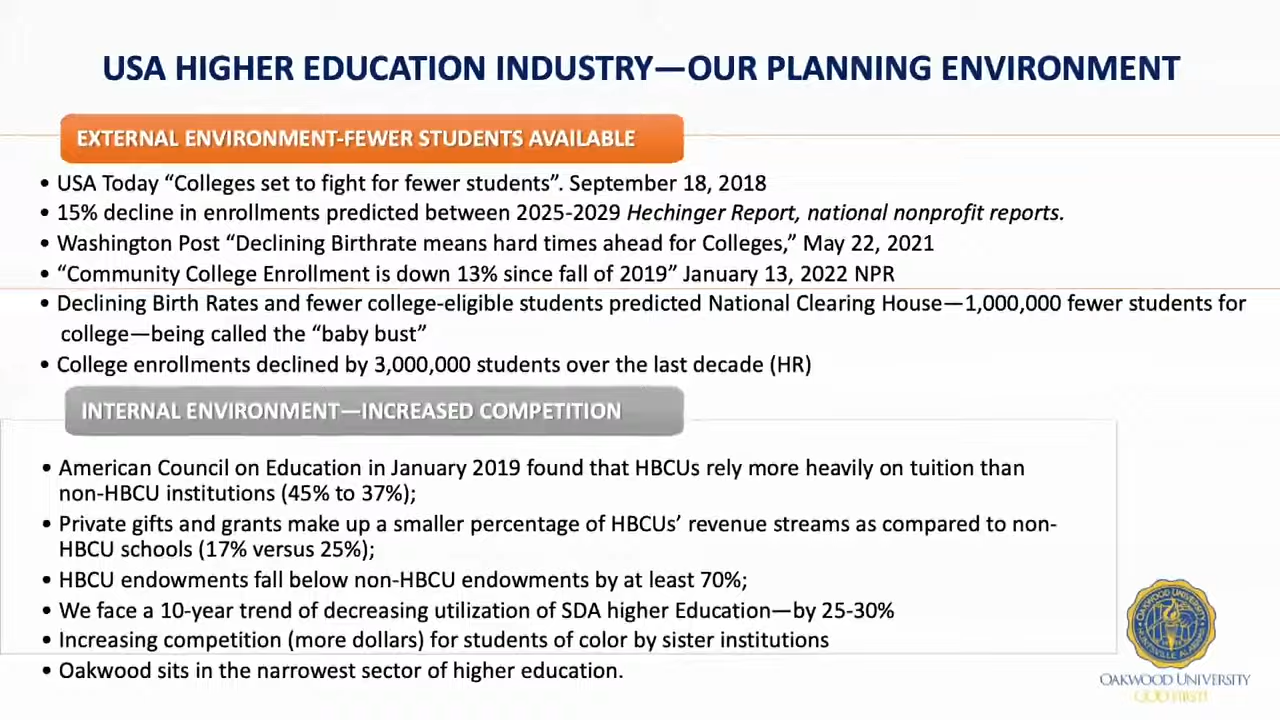 USA HIGHER EDUCATION INDUSTRY—OUR PLANNING ENVIRONMENT
EXTERNAL ENVIRONMENT-FEWER STUDENTS AVAILABLE
• USA Today “Colleges set to fight for fewer students”. September 18, 2018
• 15% decline in enrollments predicted between 2025-2029 Hechinger Report, national nonprofit reports.
• Washington Post “Declining Birthrate means hard times ahead for Colleges,” May 22, 2021
• “Community College Enrollment is down 13% since fall of 2019” January 13, 2022 NPR
• Declining Birth Rates and fewer college-eligible students predicted National Clearing House—1,000,000 fewer students for
college—being called the “baby bust”
• College enrollments declined by 3,000,000 students over the last decade (HR)
INTERNAL ENVIRONMENT—INCREASED COMPETITION
• American Council on Education in January 2019 found that HBCUs rely more heavily on tuition than
non-HBCU institutions (45% to 37%);
• Private gifts and grants make up a smaller percentage of HBCUs’ revenue streams as compared to non-
HBCU schools (17% versus 25%);
• HBCU endowments fall below non-HBCU endowments by at least 70%;
• We face a 10-year trend of decreasing utilization of SDA higher Education—by 25-30%
• Increasing competition (more dollars) for students of color by sister institutions
• Oakwood sits in the narrowest sector of higher education.
OAKWOOD UNIVERSITY
HUNTSVILLE, ALABAMA
OAKWOOD UNIVERSITY
GOD FIRST!